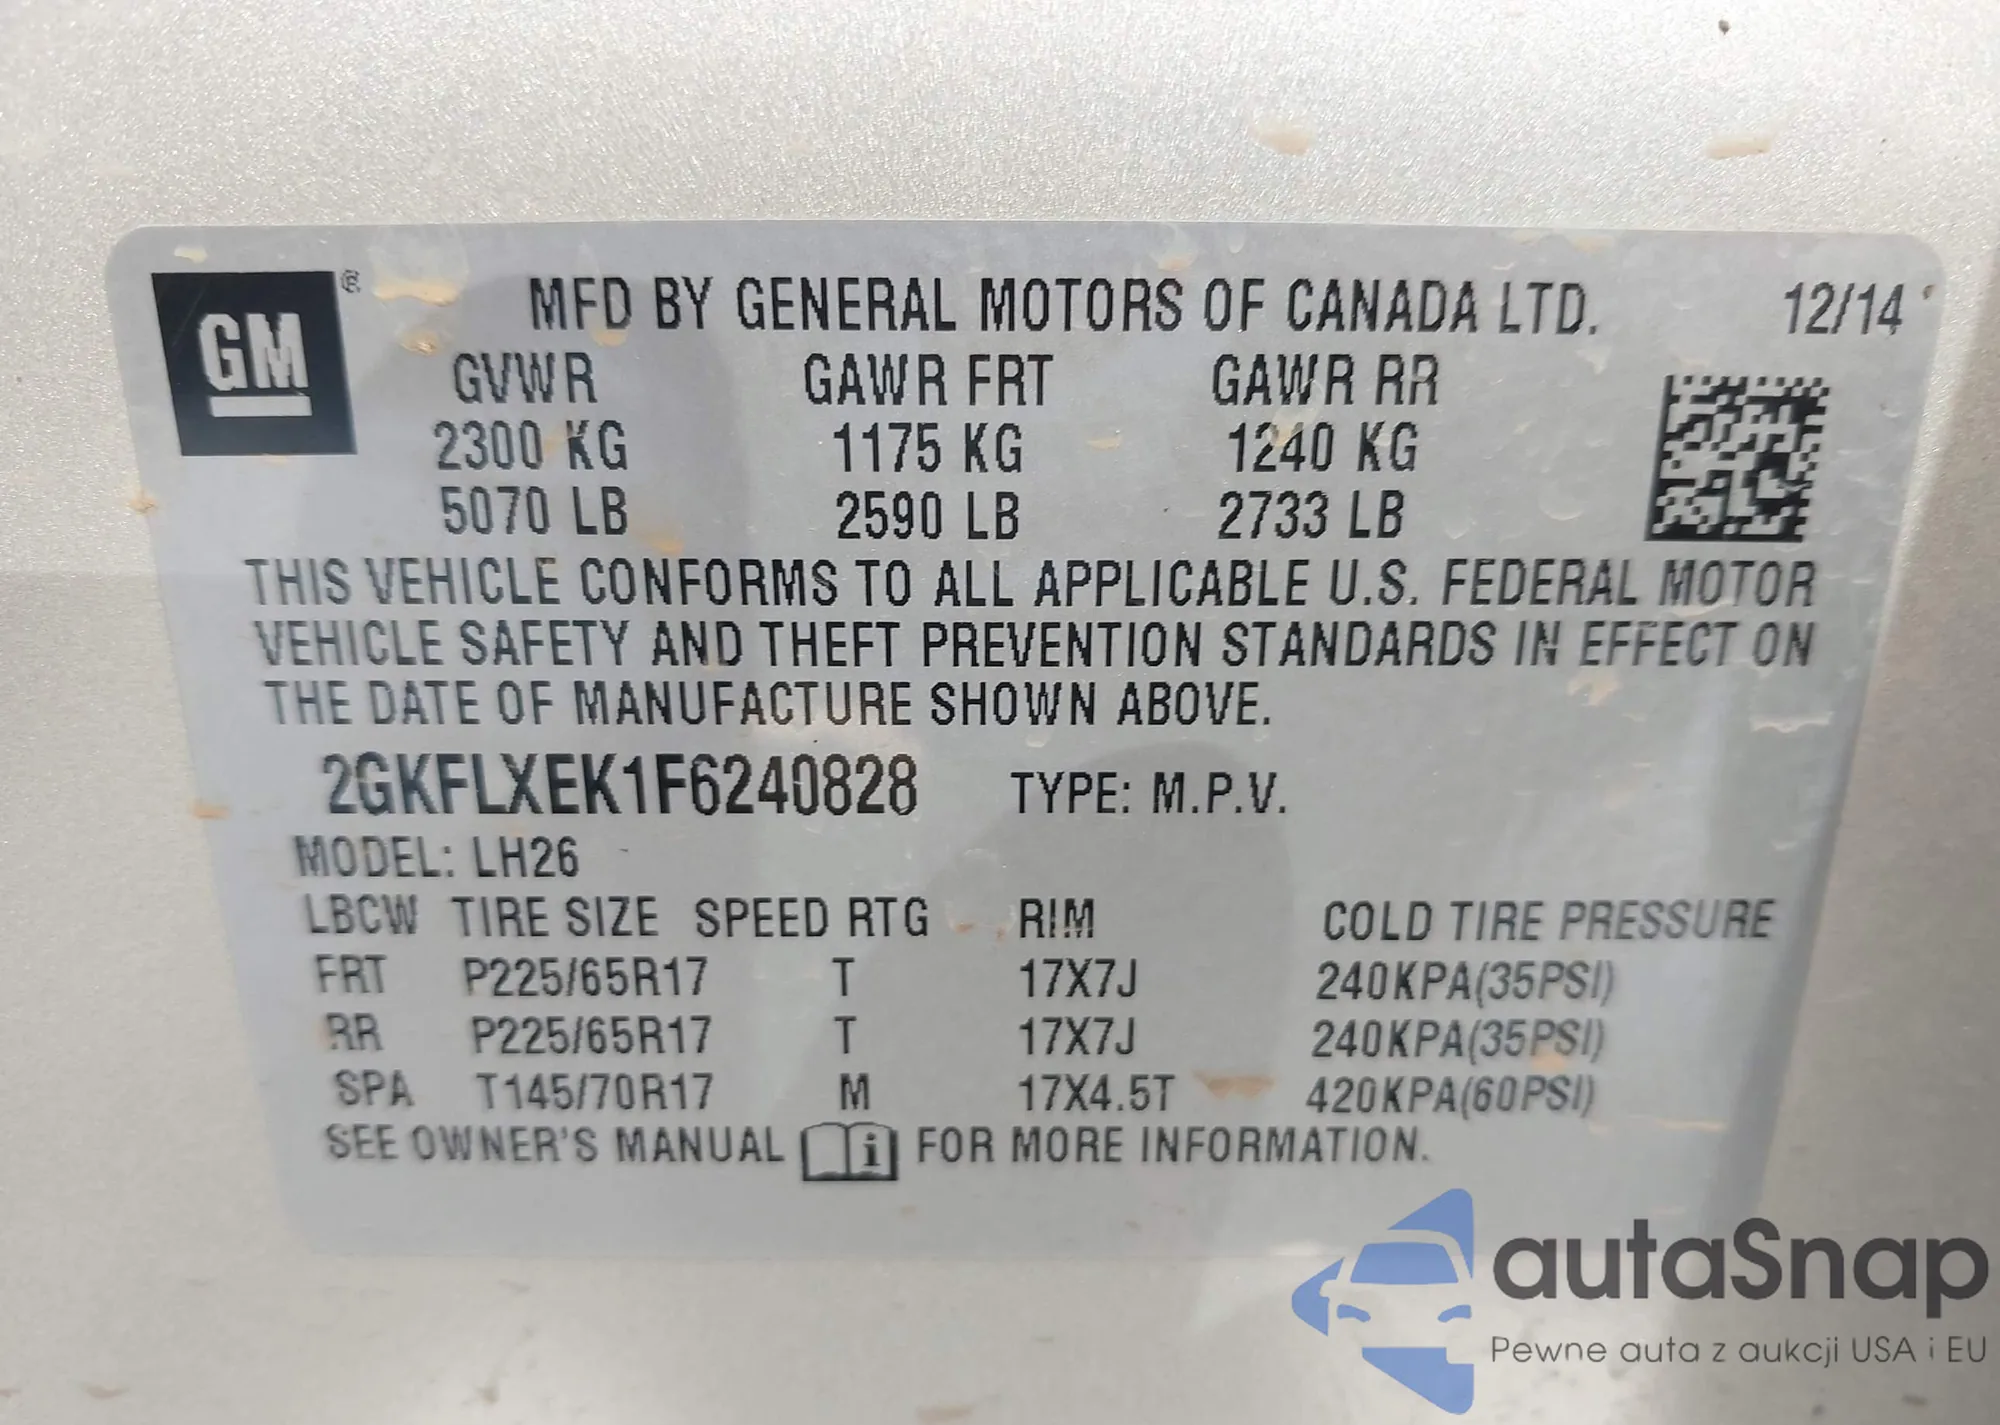 GM ®
MFD BY GENERAL MOTORS OF CANADA LTD. 12/14
GVWR GAWR FRT GAWR RR
2300 KG 1175 KG 1240 KG
5070 LB 2590 LB 2733 LB
THIS VEHICLE CONFORMS TO ALL APPLICABLE U.S. FEDERAL MOTOR
VEHICLE SAFETY AND THEFT PREVENTION STANDARDS IN EFFECT ON
THE DATE OF MANUFACTURE SHOWN ABOVE.
2GKFLXEK1F6240828 TYPE: M.P.V.
MODEL: LH26
LBCW TIRE SIZE SPEED RTG RIM COLD TIRE PRESSURE
FRT P225/65R17 T 17X7J 240KPA(35PSI)
RR P225/65R17 T 17X7J 240KPA(35PSI)
SPA T145/70R17 M 17X4.5T 420KPA(60PSI)
SEE OWNER'S MANUAL i FOR MORE INFORMATION.
autaSnap
Pewne auta z aukcji USA i EU